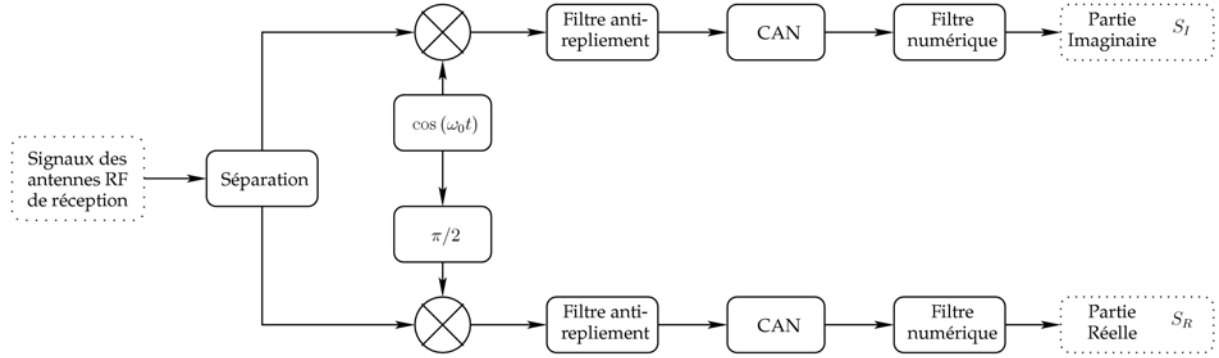 Filtre anti-
repliement
CAN
Filtre
numérique
Partie
Imaginaire
S_I
cos (ω₀t)
Signaux des
antennes RF
de réception
Séparation
π/2
Filtre anti-
repliement
CAN
Filtre
numérique
Partie
Réelle
S_R